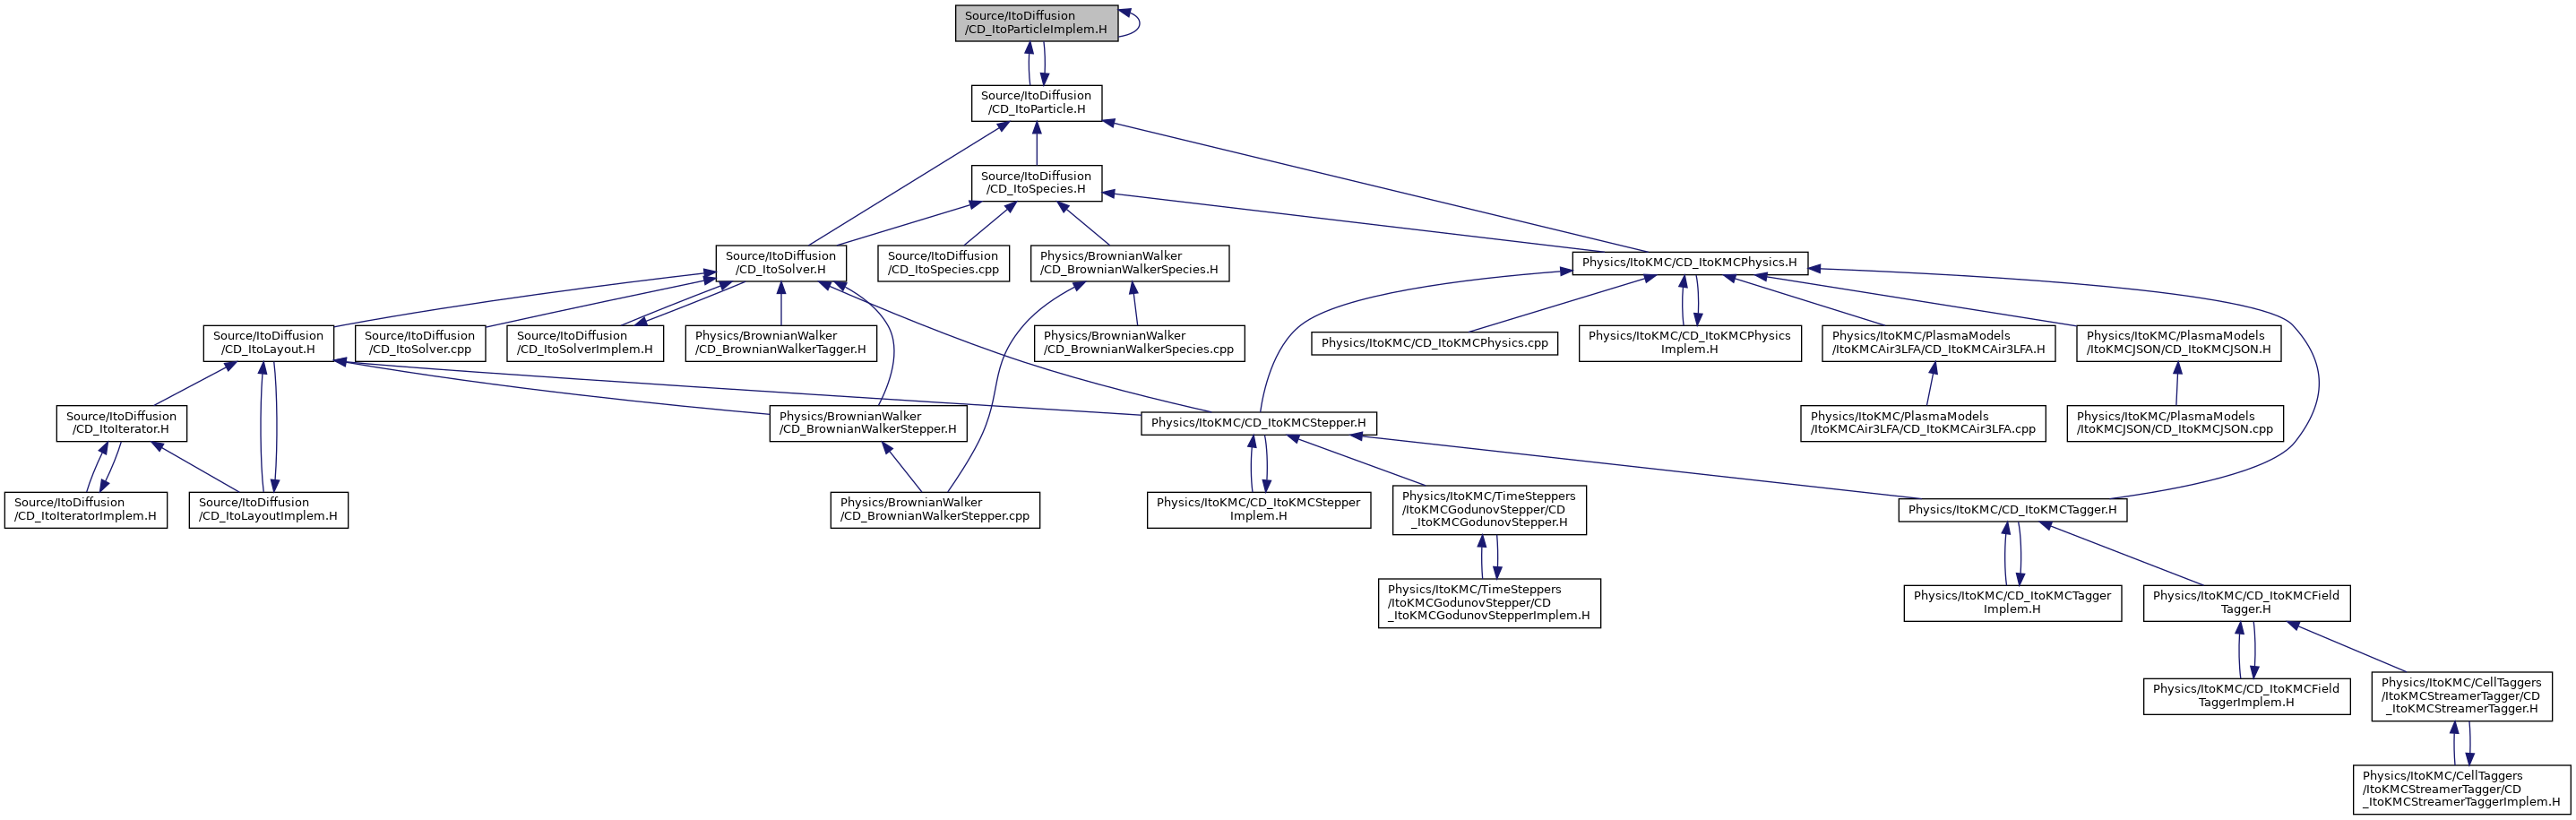 Source/ItoDiffusion
/CD_ItoParticleImplem.H
Source/ItoDiffusion
/CD_ItoParticle.H
Source/ItoDiffusion
/CD_ItoSpecies.H
Source/ItoDiffusion
/CD_ItoSolver.H
Source/ItoDiffusion
/CD_ItoSpecies.cpp
Physics/BrownianWalker
/CD_BrownianWalkerSpecies.H
Physics/ItoKMC/CD_ItoKMCPhysics.H
Source/ItoDiffusion
/CD_ItoLayout.H
Source/ItoDiffusion
/CD_ItoSolver.cpp
Source/ItoDiffusion
/CD_ItoSolverImplem.H
Physics/BrownianWalker
/CD_BrownianWalkerTagger.H
Physics/BrownianWalker
/CD_BrownianWalkerSpecies.cpp
Physics/ItoKMC/CD_ItoKMCPhysics.cpp
Physics/ItoKMC/CD_ItoKMCPhysics
Implem.H
Physics/ItoKMC/PlasmaModels
/ItoKMCAir3LFA/CD_ItoKMCAir3LFA.H
Physics/ItoKMC/PlasmaModels
/ItoKMCJSON/CD_ItoKMCJSON.H
Source/ItoDiffusion
/CD_ItoIterator.H
Physics/BrownianWalker
/CD_BrownianWalkerStepper.H
Physics/ItoKMC/CD_ItoKMCStepper.H
Physics/ItoKMC/PlasmaModels
/ItoKMCAir3LFA/CD_ItoKMCAir3LFA.cpp
Physics/ItoKMC/PlasmaModels
/ItoKMCJSON/CD_ItoKMCJSON.cpp
Source/ItoDiffusion
/CD_ItoIteratorImplem.H
Source/ItoDiffusion
/CD_ItoLayoutImplem.H
Physics/BrownianWalker
/CD_BrownianWalkerStepper.cpp
Physics/ItoKMC/CD_ItoKMCStepper
Implem.H
Physics/ItoKMC/TimeSteppers
/ItoKMCGodunovStepper/CD
_ItoKMCGodunovStepper.H
Physics/ItoKMC/CD_ItoKMCTagger.H
Physics/ItoKMC/TimeSteppers
/ItoKMCGodunovStepper/CD
_ItoKMCGodunovStepperImplem.H
Physics/ItoKMC/CD_ItoKMCTagger
Implem.H
Physics/ItoKMC/CD_ItoKMCField
Tagger.H
Physics/ItoKMC/CD_ItoKMCField
TaggerImplem.H
Physics/ItoKMC/CellTaggers
/ItoKMCStreamerTagger/CD
_ItoKMCStreamerTagger.H
Physics/ItoKMC/CellTaggers
/ItoKMCStreamerTagger/CD
_ItoKMCStreamerTaggerImplem.H